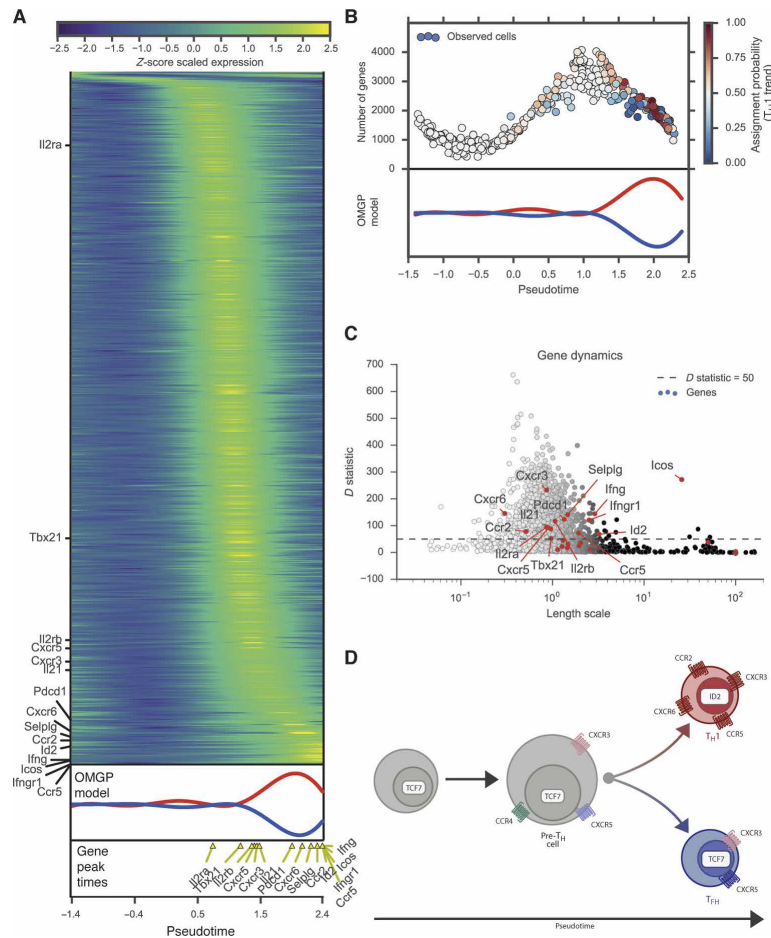 A
−2.5 −2.0 −1.5 −1.0 −0.5 0.0 0.5 1.0 1.5 2.0 2.5
Z-score scaled expression
Il2ra
Tbx21
Il2rb
Cxcr5
Cxcr3
Il21
Pdcd1
Cxcr6
Selplg
Ccr2
Id2
Ifng
Icos
Ifngr1
Ccr5
OMGP
model
Gene
peak
times
Il2ra
Tbx21
Il2rb
Cxcr5
Cxcr3
Il21
Pdcd1
Cxcr6
Selplg
Ccr2
Id2
Ifng
Icos
Ifngr1
Ccr5
−1.4 −0.4 0.5 1.5 2.4
Pseudotime
B
Observed cells
Number of genes
4000
3000
2000
1000
0
OMGP
model
−1.5 −1.0 −0.5 0.0 0.5 1.0 1.5 2.0 2.5
Pseudotime
1.00
0.75
0.50
0.25
0.00
Assignment probability
(TH1 trend)
C
Gene dynamics
D statistic = 50
Genes
D statistic
700
600
500
400
300
200
100
0
−100
Cxcr3
Selplg
Icos
Ifng
Cxcr6
Pdcd1
Ifngr1
Il21
Ccr2
Id2
Il2ra
Cxcr5
Tbx21
Il2rb
Ccr5
10−1 100 101 102
Length scale
D
TCF7
CXCR3
TCF7
CCR4
CXCR5
Pre-TH
cell
CCR2
CXCR3
ID2
CXCR6
CCR5
TH1
CXCR3
TCF7
CXCR5
TFH
Pseudotime